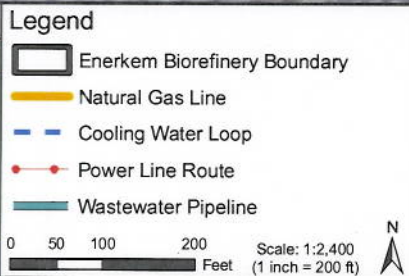 Legend
Enerkem Biorefinery Boundary
Natural Gas Line
Cooling Water Loop
Power Line Route
Wastewater Pipeline
N
0 50 100 200
Feet
Scale: 1:2,400
(1 inch = 200 ft)